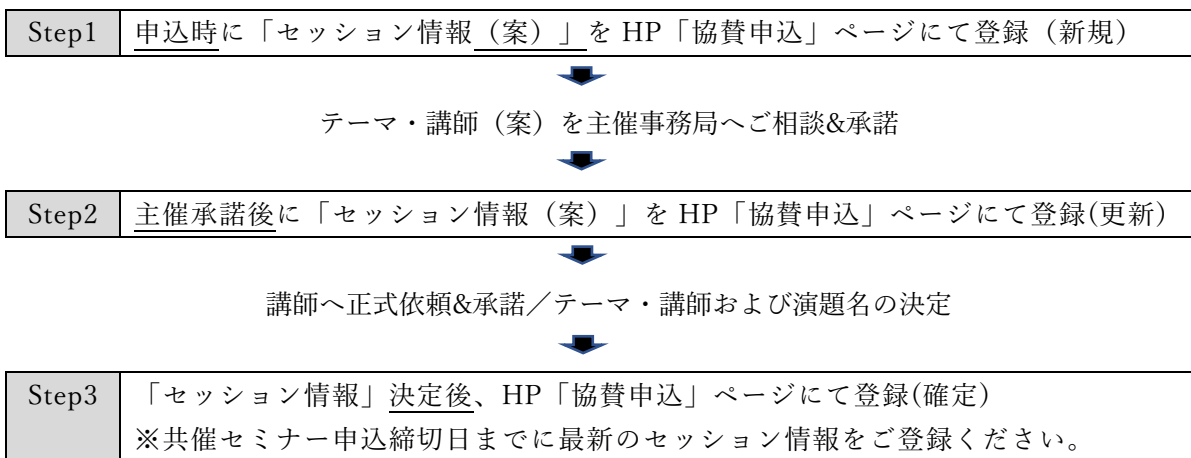 Step1 申込時に「セッション情報（案）」を HP「協賛申込」ページにて登録（新規）
テーマ・講師（案）を主催事務局へご相談&承諾
Step2 主催承諾後に「セッション情報（案）」を HP「協賛申込」ページにて登録(更新)
講師へ正式依頼&承諾／テーマ・講師および演題名の決定
Step3 「セッション情報」決定後、HP「協賛申込」ページにて登録(確定)
※共催セミナー申込締切日までに最新のセッション情報をご登録ください。